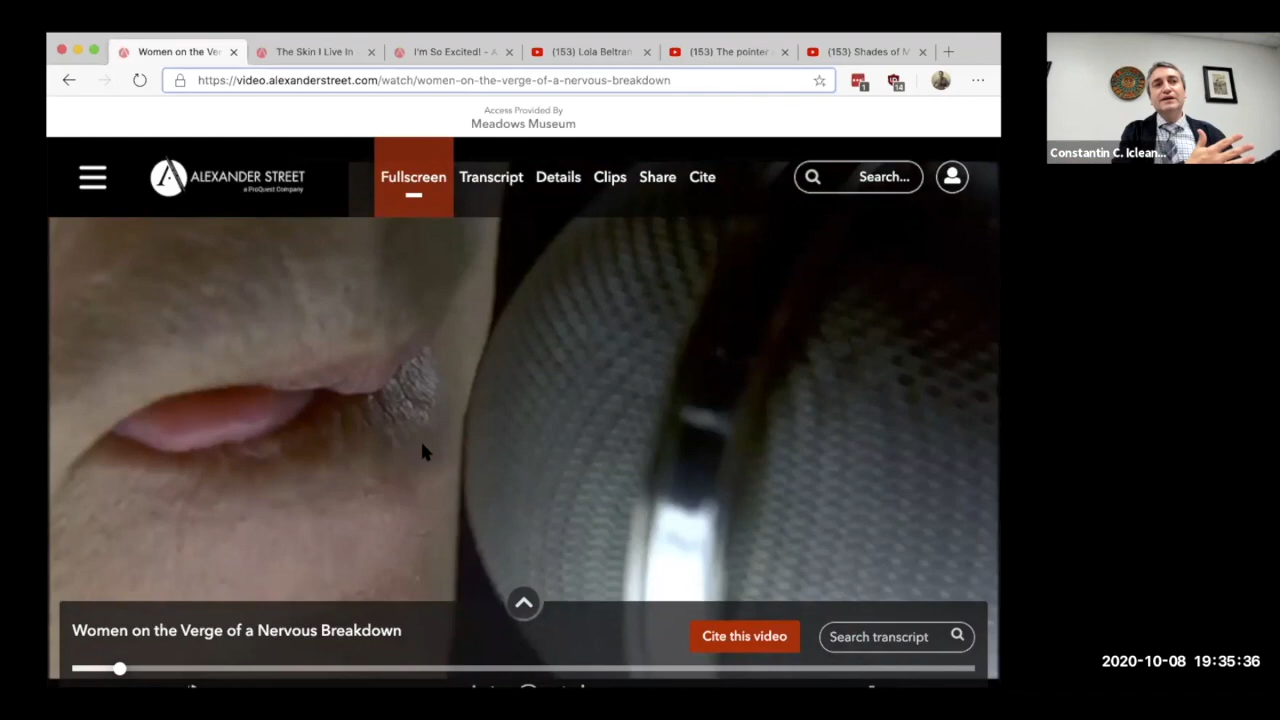 Women on the Ver
The Skin I Live In
I'm So Excited! - A
(153) Lola Beltran
(153) The pointer
(153) Shades of M
https://video.alexanderstreet.com/watch/women-on-the-verge-of-a-nervous-breakdown
1
14
Access Provided By
Meadows Museum
ALEXANDER STREET
a ProQuest Company
Fullscreen
Transcript
Details
Clips
Share
Cite
Search...
Constantin C. Iclean...
Women on the Verge of a Nervous Breakdown
Cite this video
Search transcript
2020-10-08 19:35:36